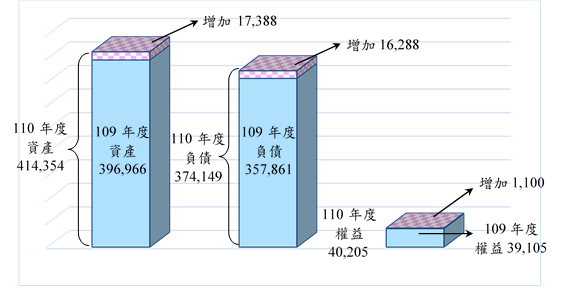 增加 17,388
增加 16,288
110 年度
資產
414,354
109 年度
資產
396,966
110 年度
負債
374,149
109 年度
負債
357,861
增加 1,100
110 年度
權益
40,205
109 年度
權益 39,105